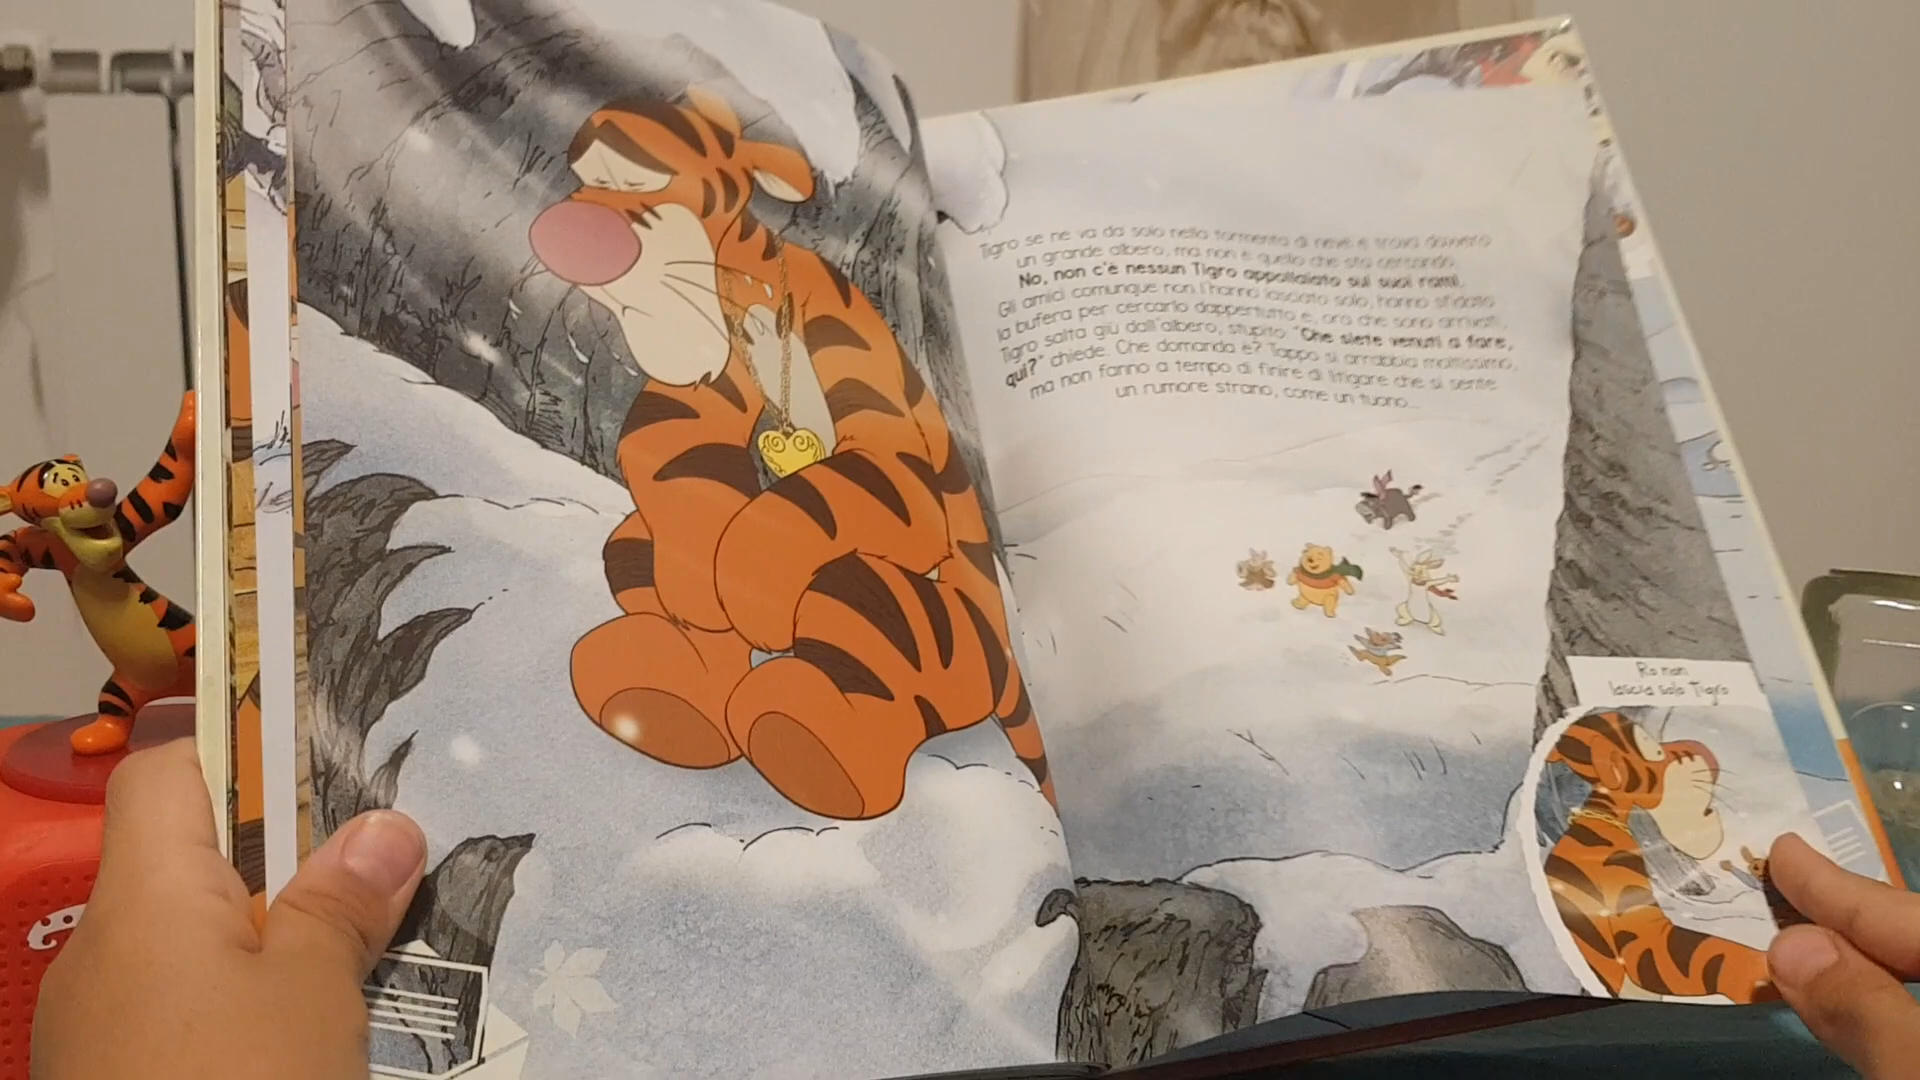 Tigro se ne va da solo nella tormenta di neve e trova davvero
un grande albero, ma non è quello che sta cercando.
No, non c'è nessun Tigro appollaiato sui suoi rami.
Gli amici comunque non l'hanno lasciato solo, hanno sfidato
la bufera per cercarlo dappertutto e, ora che sono arrivati,
Tigro salta giù dall'albero, stupito. "Che siete venuti a fare,
qui?" chiede. Che domanda è? Tappo si arrabbia moltissimo,
ma non fanno a tempo di finire di litigare che si sente
un rumore strano, come un tuono...
Ro non
lascia solo Tigro